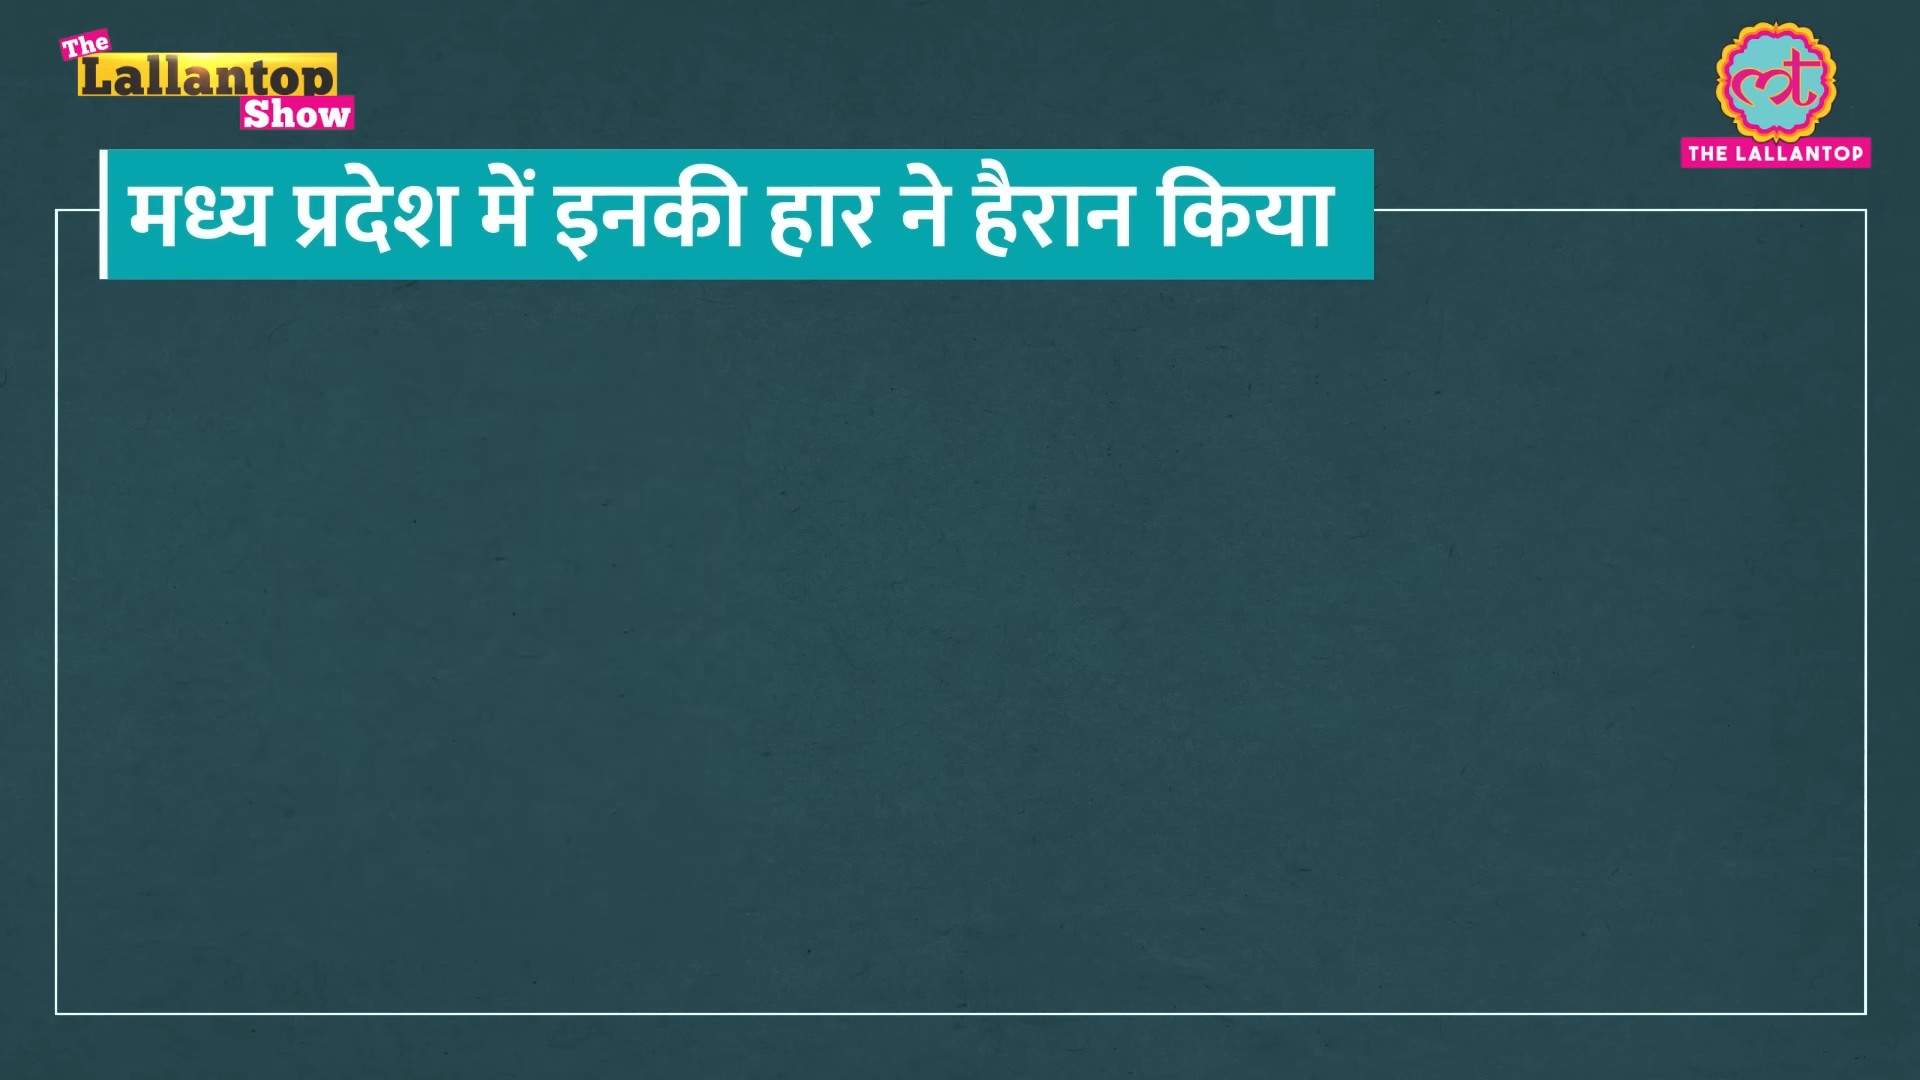 The
Lallantop
Show
मध्य प्रदेश में इनकी हार ने हैरान किया
THE LALLANTOP